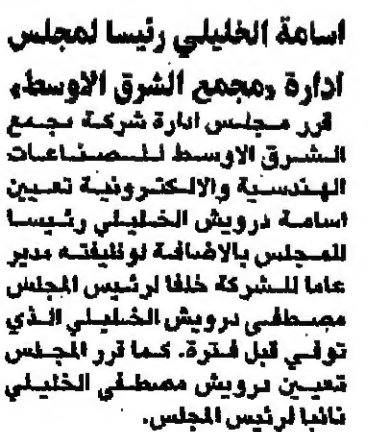 اسامة الخليلي رئيسا لمجلس
ادارة «مجمع الشرق الاوسط»
قرر مجلس ادارة شركة مجمع
الشرق الاوسط للصناعات
الهندسية والالكترونية تعيين
اسامة درويش الخليلي رئيسا
للمجلس بالاضافة لوظيفته مدير
عاما للشركة خلفا لرئيس المجلس
مصطفى درويش الخليلي الذي
توفي قبل فترة. كما قرر المجلس
تعيين درويش مصطفى الخليلي
نائبا لرئيس المجلس.